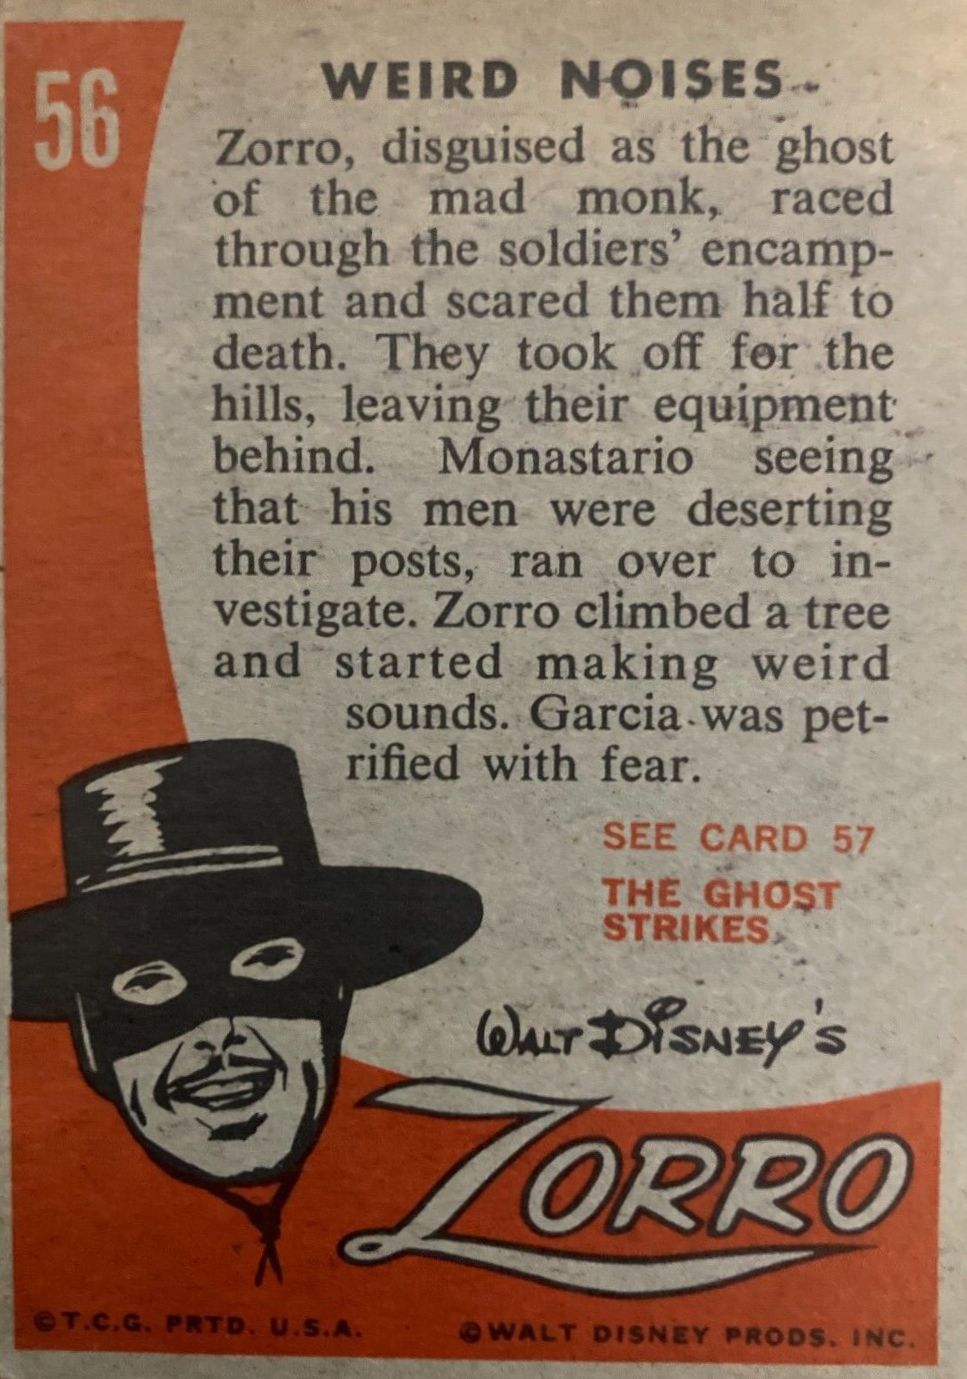 56
WEIRD NOISES
Zorro, disguised as the ghost
of the mad monk, raced
through the soldiers' encamp-
ment and scared them half to
death. They took off for the
hills, leaving their equipment
behind. Monastario seeing
that his men were deserting
their posts, ran over to in-
vestigate. Zorro climbed a tree
and started making weird
sounds. Garcia was pet-
rified with fear.
SEE CARD 57
THE GHOST
STRIKES
WALT DISNEY'S
ZORRO
©T.C.G. PRTD. U.S.A.
©WALT DISNEY PRODS. INC.